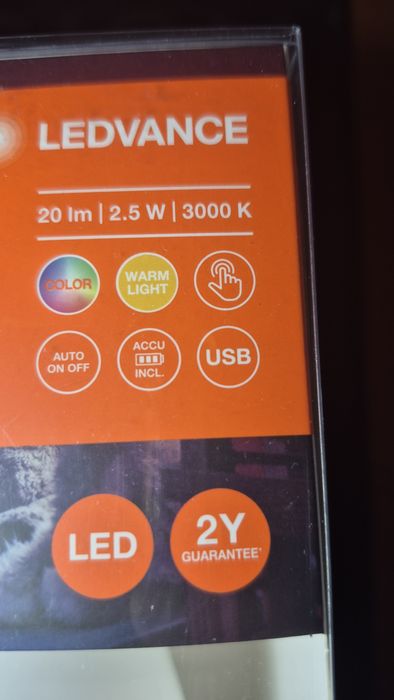 LEDVANCE
20 lm | 2.5 W | 3000 K
COLOR
WARM
LIGHT
AUTO
ON OFF
ACCU
INCL.
USB
LED
2Y
GUARANTEE*